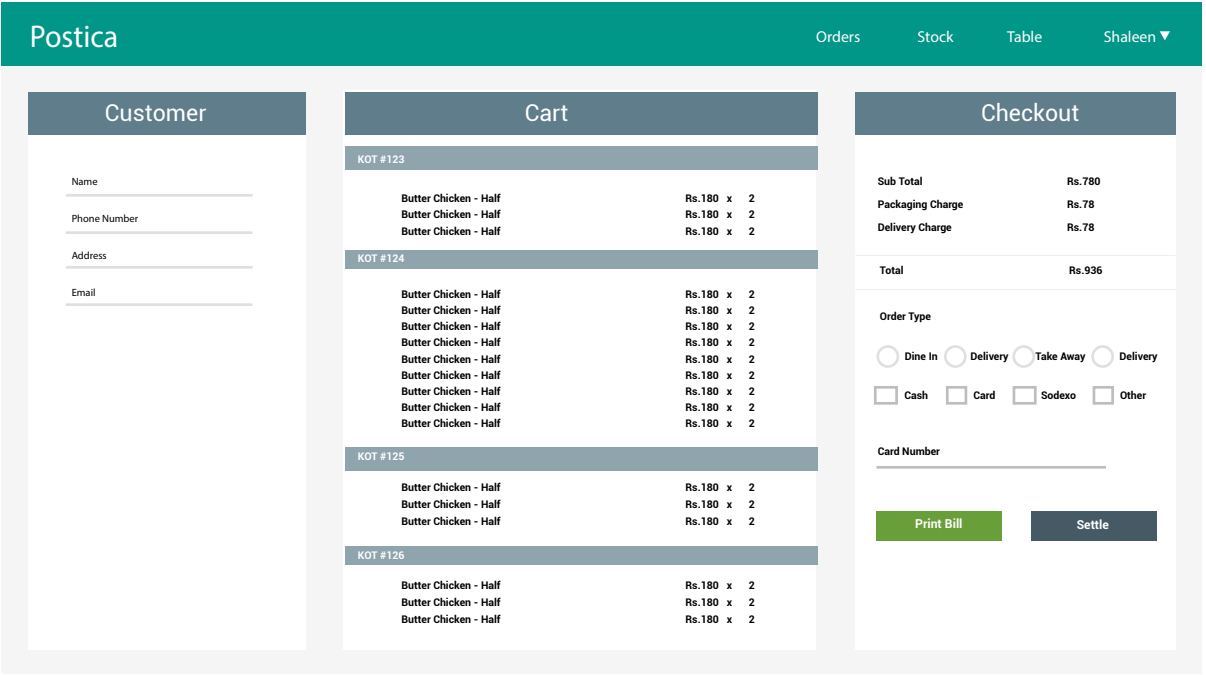 Postica
Orders Stock Table Shaleen
Customer
Name
Phone Number
Address
Email
Cart
KOT #123
Butter Chicken - Half Rs.180 x 2
Butter Chicken - Half Rs.180 x 2
Butter Chicken - Half Rs.180 x 2
KOT #124
Butter Chicken - Half Rs.180 x 2
Butter Chicken - Half Rs.180 x 2
Butter Chicken - Half Rs.180 x 2
Butter Chicken - Half Rs.180 x 2
Butter Chicken - Half Rs.180 x 2
Butter Chicken - Half Rs.180 x 2
Butter Chicken - Half Rs.180 x 2
Butter Chicken - Half Rs.180 x 2
Butter Chicken - Half Rs.180 x 2
KOT #125
Butter Chicken - Half Rs.180 x 2
Butter Chicken - Half Rs.180 x 2
Butter Chicken - Half Rs.180 x 2
KOT #126
Butter Chicken - Half Rs.180 x 2
Butter Chicken - Half Rs.180 x 2
Butter Chicken - Half Rs.180 x 2
Checkout
Sub Total Rs.780
Packaging Charge Rs.78
Delivery Charge Rs.78
Total Rs.936
Order Type
Dine In Delivery Take Away Delivery
Cash Card Sodexo Other
Card Number
Print Bill Settle